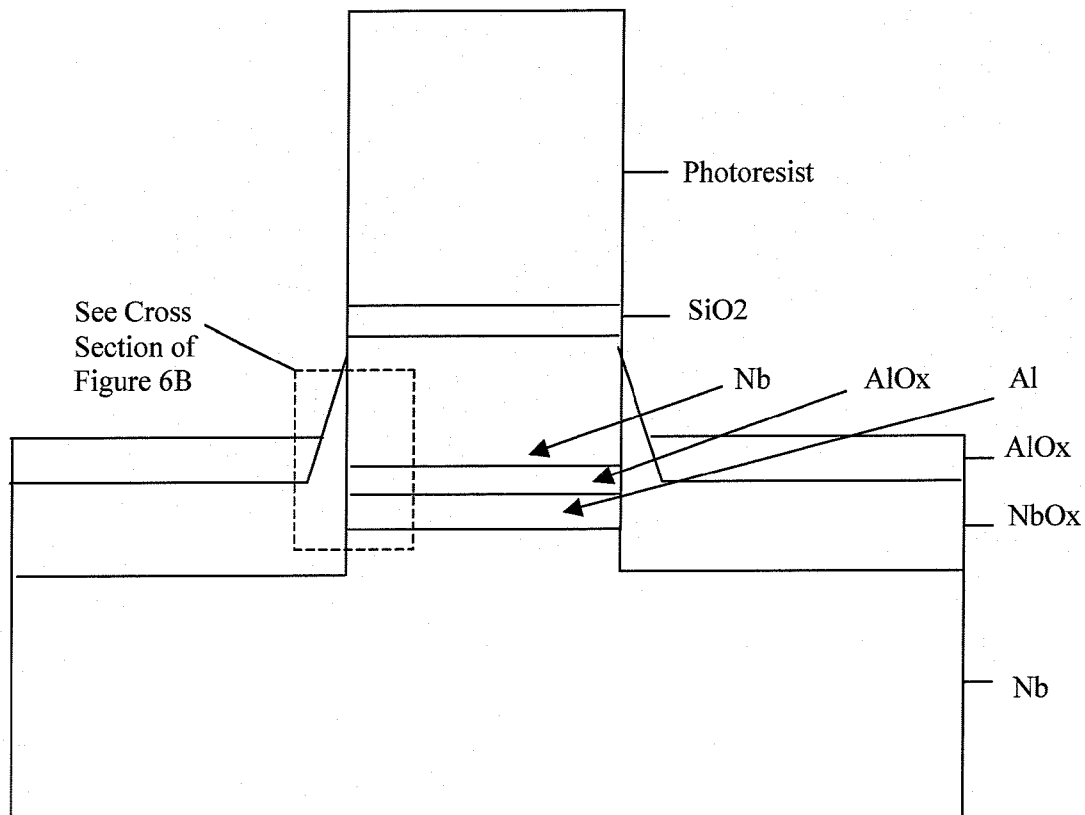 Photoresist
SiO2
See Cross
Section of
Figure 6B
Nb
AlOx
Al
AlOx
NbOx
Nb